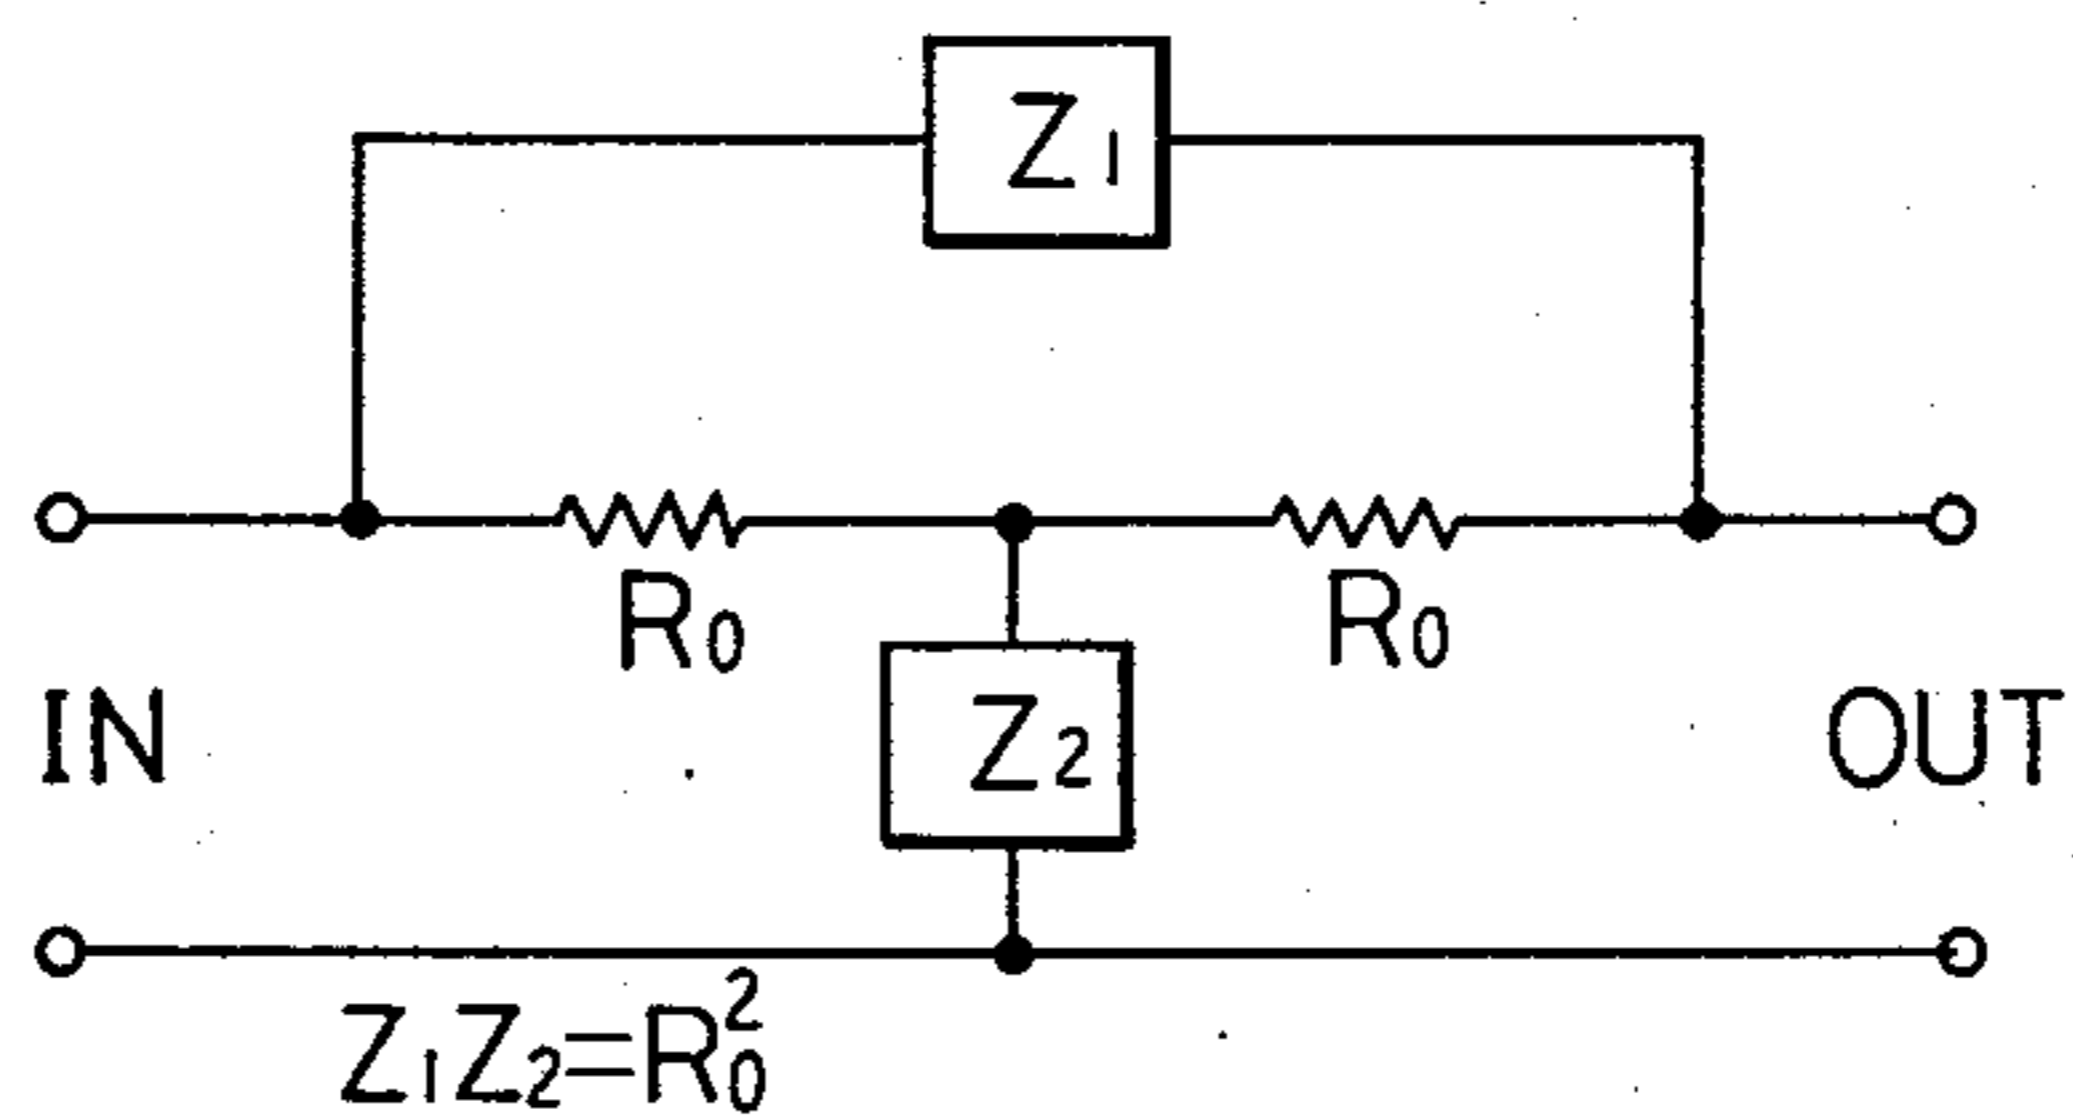 Z₁
R₀ R₀
Z₂
IN OUT
Z₁Z₂=R₀²